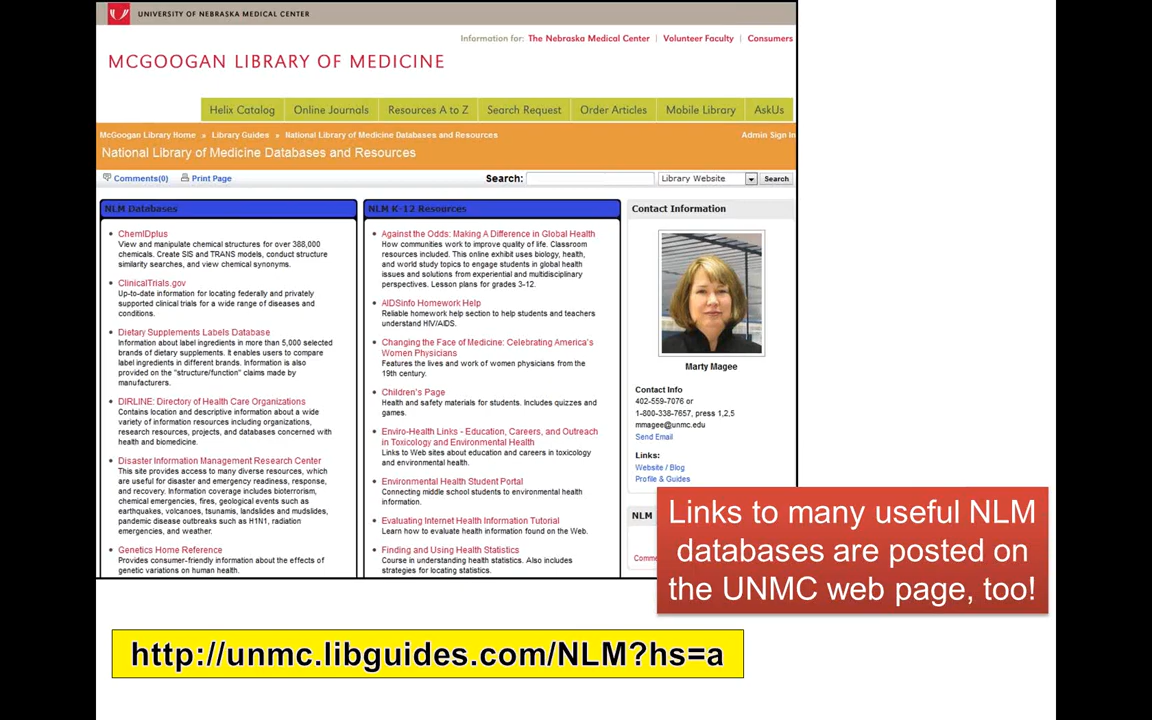 UNIVERSITY OF NEBRASKA MEDICAL CENTER
Information for: The Nebraska Medical Center | Volunteer Faculty | Consumers
MCGOOGAN LIBRARY OF MEDICINE
Helix Catalog Online Journals Resources A to Z Search Request Order Articles Mobile Library AskUs
McGoogan Library Home » Library Guides » National Library of Medicine Databases and Resources Admin Sign In
National Library of Medicine Databases and Resources
Comments(0) Print Page Search: Library Website Search
NLM Databases
ChemIDplus
View and manipulate chemical structures for over 388,000
chemicals. Create SIS and TRANS models, conduct structure
similarity searches, and view chemical synonyms.
ClinicalTrials.gov
Up-to-date information for locating federally and privately
supported clinical trials for a wide range of diseases and
conditions.
Dietary Supplements Labels Database
Information about label ingredients in more than 5,000 selected
brands of dietary supplements. It enables users to compare
label ingredients in different brands. Information is also
provided on the "structure/function" claims made by
manufacturers.
DIRLINE: Directory of Health Care Organizations
Contains location and descriptive information about a wide
variety of information resources including organizations,
research resources, projects, and databases concerned with
health and biomedicine.
Disaster Information Management Research Center
This site provides access to many diverse resources, which
are useful for disaster and emergency readiness, response,
and recovery. Information coverage includes bioterrorism,
chemical emergencies, fires, geological events such as
earthquakes, volcanoes, tsunamis, landslides and mudslides,
pandemic disease outbreaks such as H1N1, radiation
emergencies, and weather.
Genetics Home Reference
Provides consumer-friendly information about the effects of
genetic variations on human health.
NLM K-12 Resources
Against the Odds: Making A Difference in Global Health
How communities work to improve quality of life. Classroom
resources included. This online exhibit uses biology, health,
and world study topics to engage students in global health
issues and solutions from experiential and multidisciplinary
perspectives. Lesson plans for grades 3-12.
AIDSinfo Homework Help
Reliable homework help section to help students and teachers
understand HIV/AIDS.
Changing the Face of Medicine: Celebrating America's
Women Physicians
Features the lives and work of women physicians from the
19th century.
Children's Page
Health and safety materials for students. Includes quizzes and
games.
Enviro-Health Links - Education, Careers, and Outreach
in Toxicology and Environmental Health
Links to Web sites about education and careers in toxicology
and environmental health.
Environmental Health Student Portal
Connecting middle school students to environmental health
information.
Evaluating Internet Health Information Tutorial
Learn how to evaluate health information found on the Web.
Finding and Using Health Statistics
Course in understanding health statistics. Also includes
strategies for locating statistics.
Contact Information
Marty Magee
Contact Info
402-559-7076 or
1-800-338-7657, press 1,2,5
mmagee@unmc.edu
Send Email
Links:
Website / Blog
Profile & Guides
NLM
Links to many useful NLM
databases are posted on
the UNMC web page, too!
http://unmc.libguides.com/NLM?hs=a